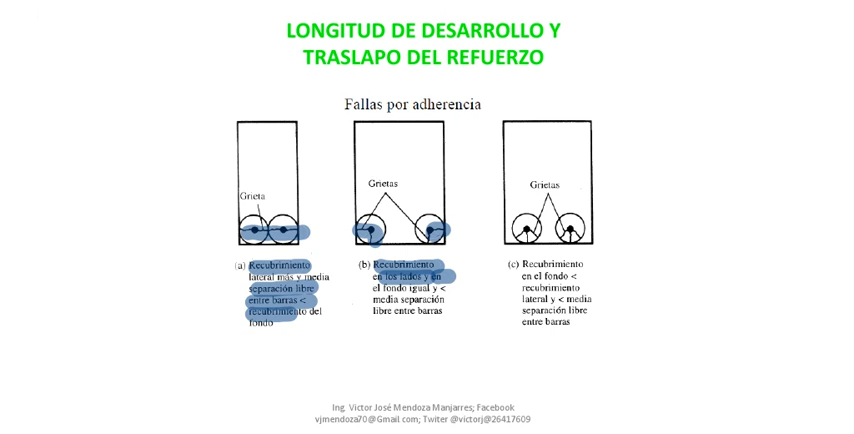 LONGITUD DE DESARROLLO Y
TRASLAPO DEL REFUERZO
Fallas por adherencia
Grieta
Grietas
Grietas
(a) Recubrimiento
lateral más y media
separación libre
entre barras <
recubrimiento del
fondo
(b) Recubrimiento
en los lados y en
el fondo igual y <
media separación
libre entre barras
(c) Recubrimiento
en el fondo <
recubrimiento
lateral y < media
separación libre
entre barras
Ing. Víctor José Mendoza Manjarres; Facebook
vjmendoza70@Gmail com; Twiter @victorj@26417609